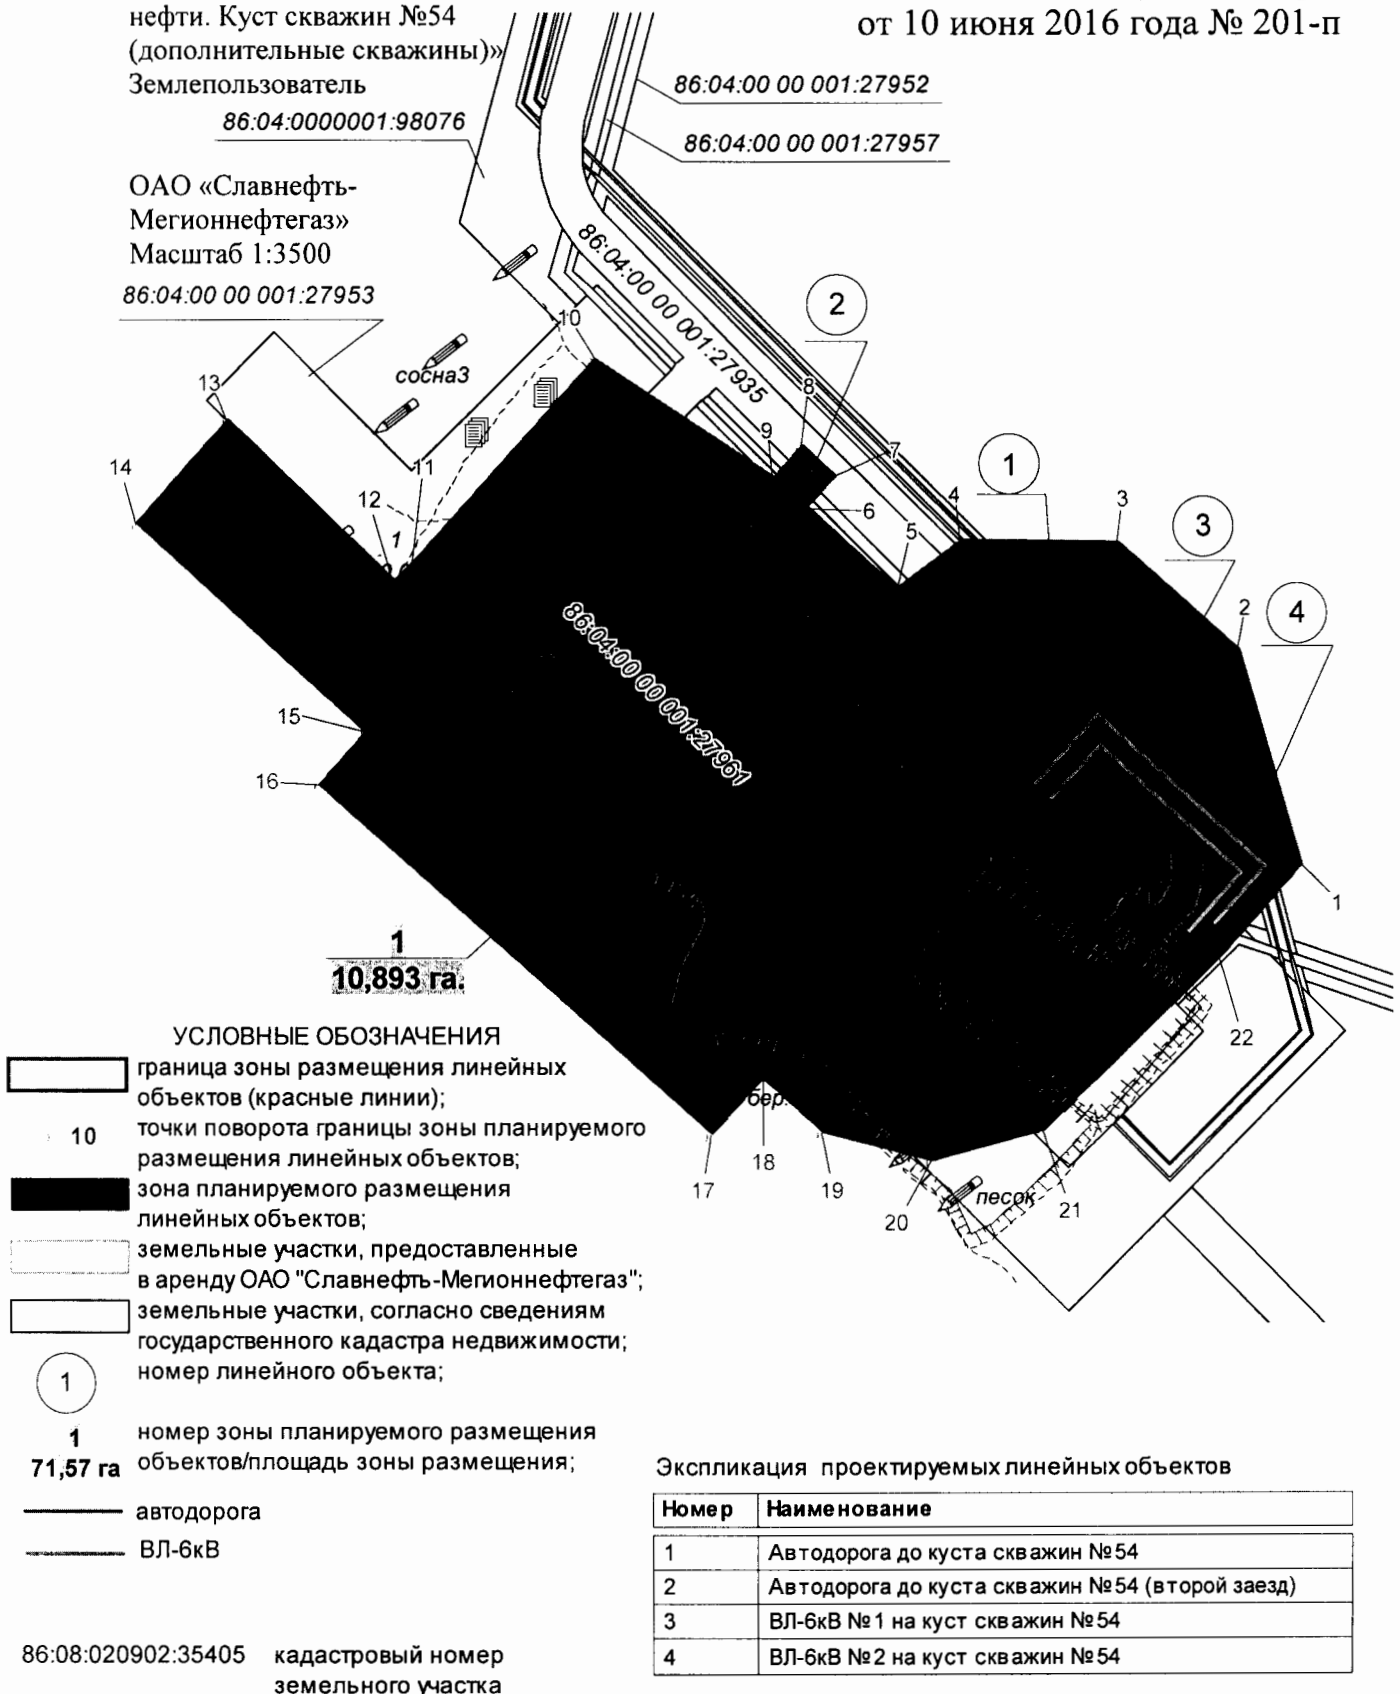 нефти. Куст скважин №54
(дополнительные скважины)»
Землепользователь
от 10 июня 2016 года № 201-п
86:04:00 00 001:27952
86:04:0000001:98076
86:04:00 00 001:27957
ОАО «Славнефть-
Мегионнефтегаз»
Масштаб 1:3500
86:04:00 00 001:27953
86:04:00 00 001:27935
2
10
сосна3
13
8
9
7
1
14
11
12
4
3
3
6
5
1
2
4
86:04:00 00 001:27961
15
16
1
1
10,893 га.
22
бер.
18
17
19
20
песок
21
УСЛОВНЫЕ ОБОЗНАЧЕНИЯ
граница зоны размещения линейных
объектов (красные линии);
10 точки поворота границы зоны планируемого
размещения линейных объектов;
зона планируемого размещения
линейных объектов;
земельные участки, предоставленные
в аренду ОАО "Славнефть-Мегионнефтегаз";
земельные участки, согласно сведениям
государственного кадастра недвижимости;
1 номер линейного объекта;
1 номер зоны планируемого размещения
71,57 га объектов/площадь зоны размещения;
автодорога
ВЛ-6кВ
86:08:020902:35405 кадастровый номер
земельного участка
Экспликация проектируемых линейных объектов
Номер Наименование
1 Автодорога до куста скважин №54
2 Автодорога до куста скважин №54 (второй заезд)
3 ВЛ-6кВ №1 на куст скважин №54
4 ВЛ-6кВ №2 на куст скважин №54